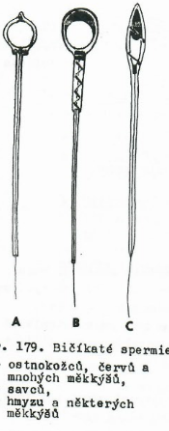 A B C
. 179. Bičíkaté spermie
ostnokožců, červů a
mnohých měkkýšů,
savců,
hmyzu a některých
měkkýšů